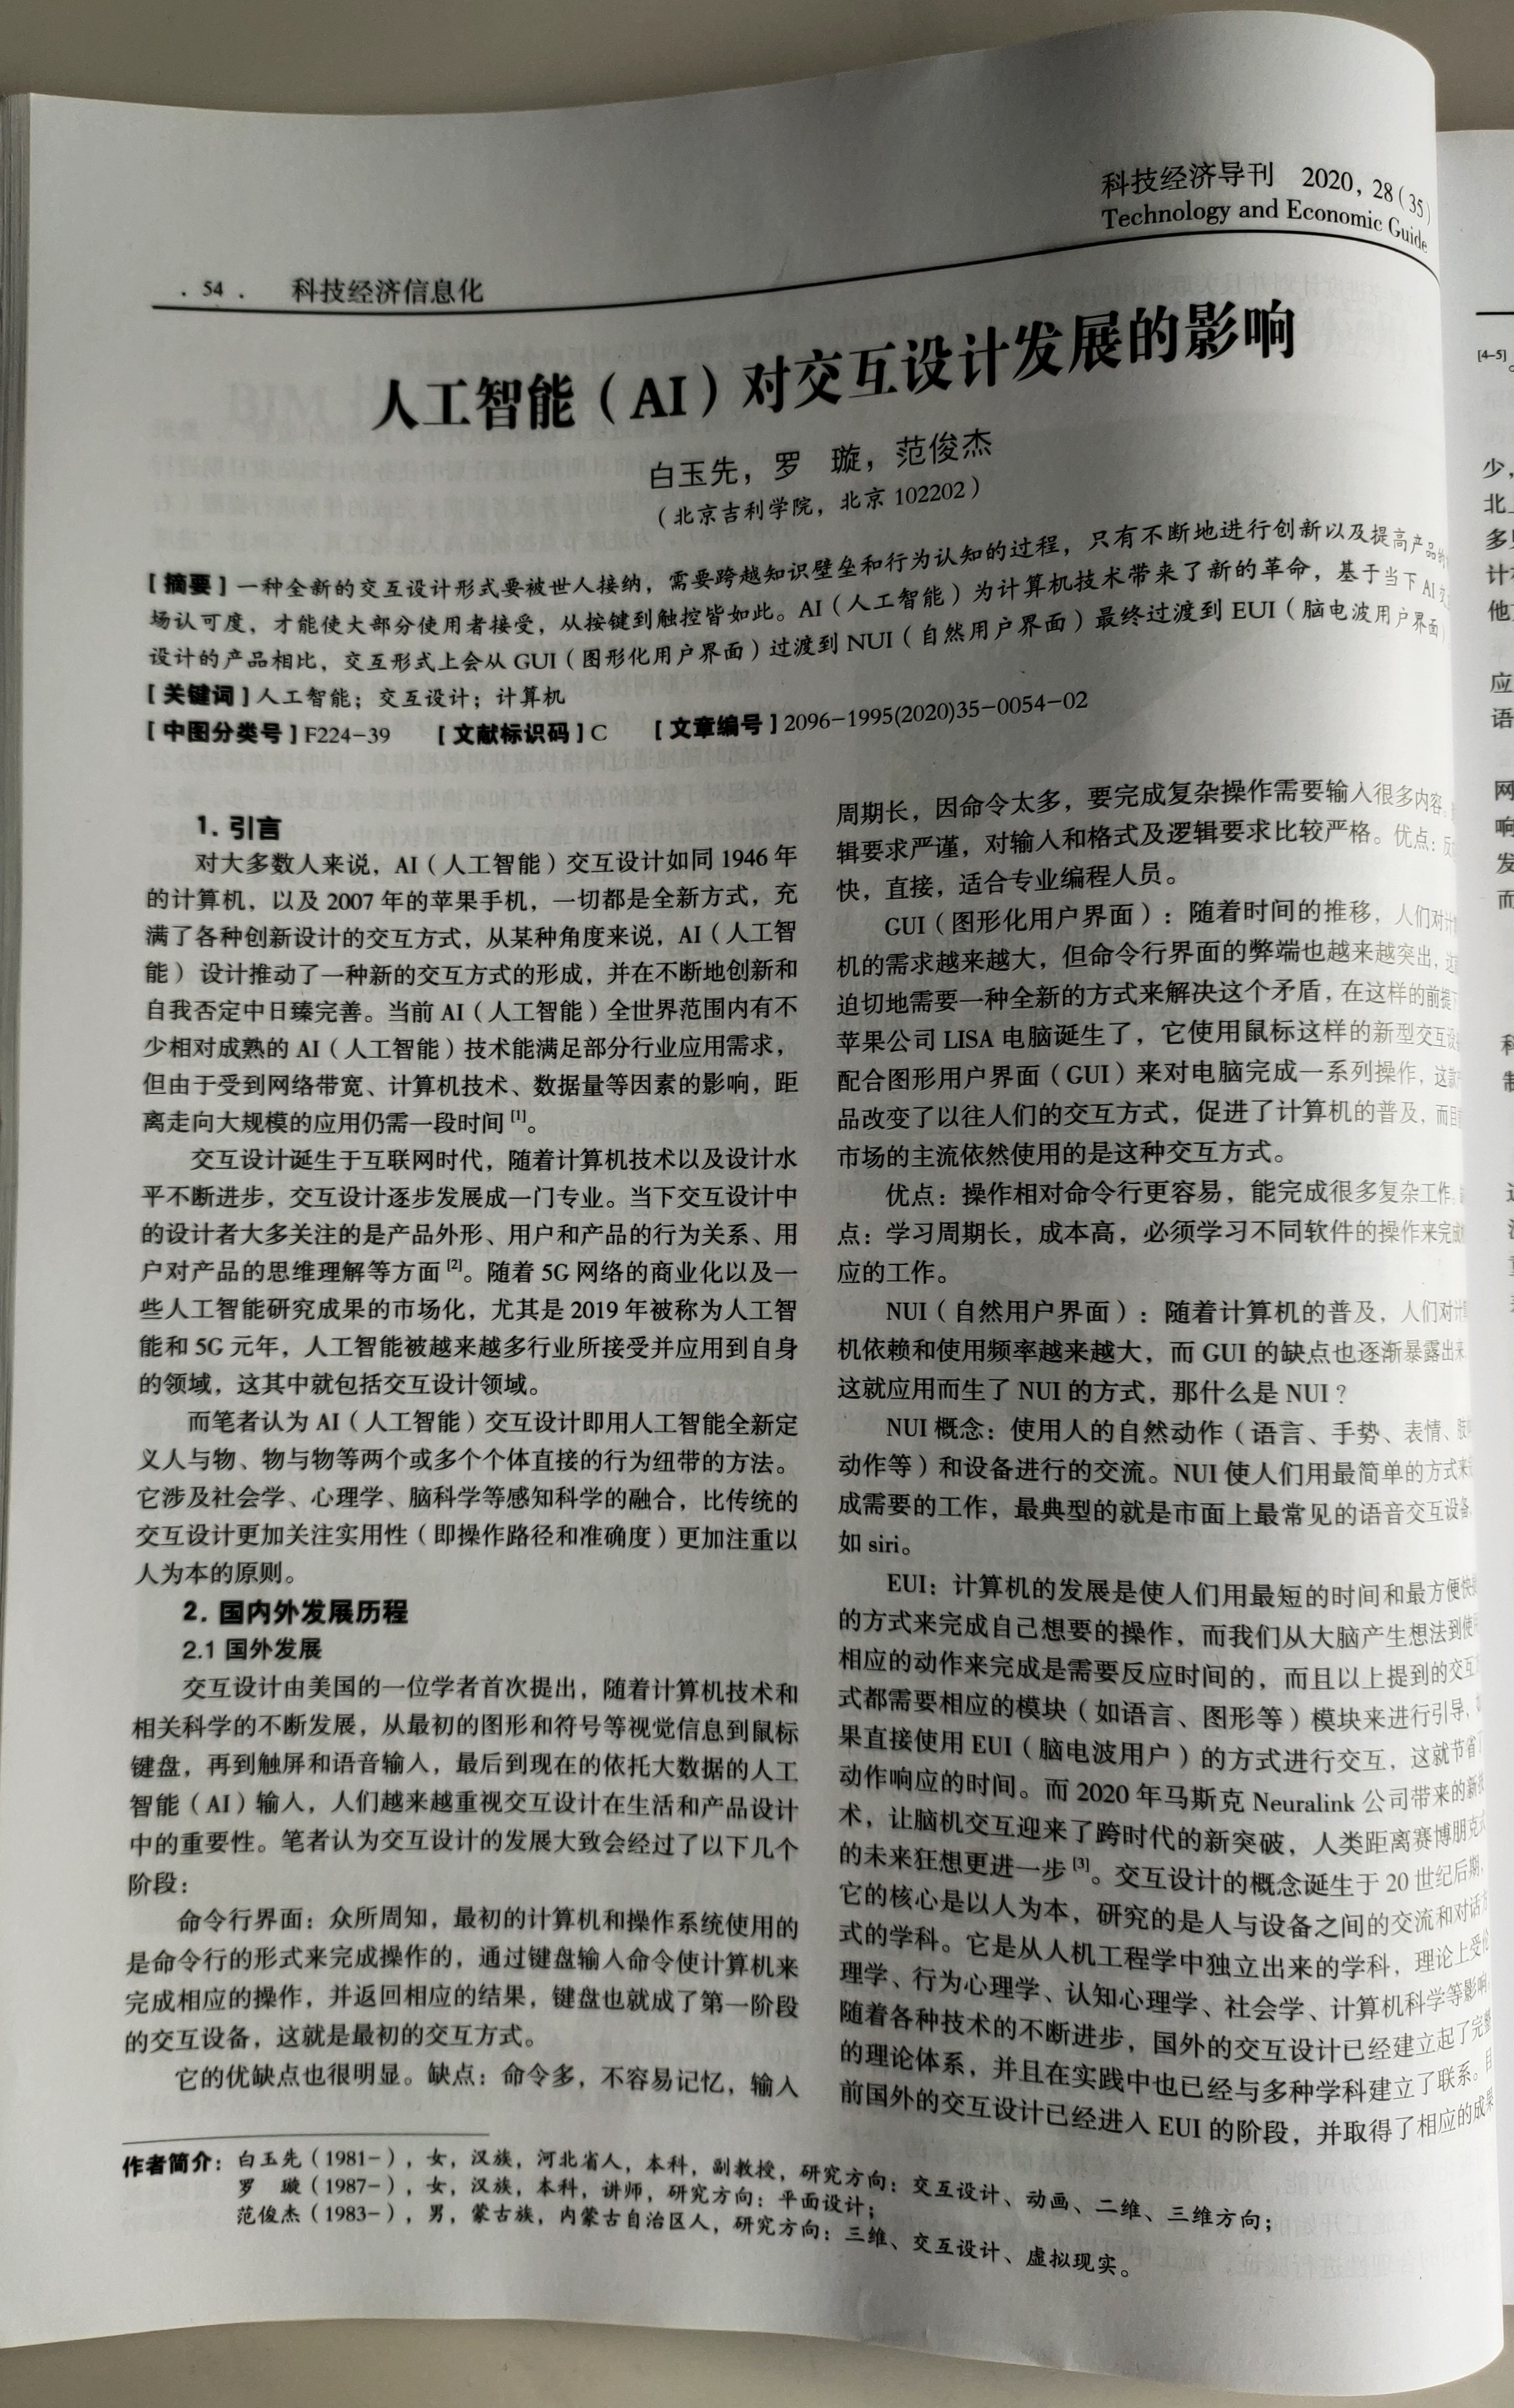 科技经济导刊 2020, 28(35)
Technology and Economic Guide
. 54 . 科技经济信息化
人工智能（AI）对交互设计发展的影响
白玉先，罗 璇，范俊杰
（北京吉利学院，北京 102202）
[摘要]一种全新的交互设计形式要被世人接纳，需要跨越知识壁垒和行为认知的过程，只有不断地进行创新以及提高产品的
场认可度，才能使大部分使用者接受，从按键到触控皆如此。AI（人工智能）为计算机技术带来了新的革命，基于当下 AI 交
设计的产品相比，交互形式上会从 GUI（图形化用户界面）过渡到 NUI（自然用户界面）最终过渡到 EUI（脑电波用户界面
[关键词]人工智能；交互设计；计算机
[中图分类号]F224-39 [文献标识码]C [文章编号]2096-1995(2020)35-0054-02
1. 引言
对大多数人来说，AI（人工智能）交互设计如同 1946 年
的计算机，以及 2007 年的苹果手机，一切都是全新方式，充
满了各种创新设计的交互方式，从某种角度来说，AI（人工智
能）设计推动了一种新的交互方式的形成，并在不断地创新和
自我否定中日臻完善。当前 AI（人工智能）全世界范围内有不
少相对成熟的 AI（人工智能）技术能满足部分行业应用需求，
但由于受到网络带宽、计算机技术、数据量等因素的影响，距
离走向大规模的应用仍需一段时间 [1]。
交互设计诞生于互联网时代，随着计算机技术以及设计水
平不断进步，交互设计逐步发展成一门专业。当下交互设计中
的设计者大多关注的是产品外形、用户和产品的行为关系、用
户对产品的思维理解等方面 [2]。随着 5G 网络的商业化以及一
些人工智能研究成果的市场化，尤其是 2019 年被称为人工智
能和 5G 元年，人工智能被越来越多行业所接受并应用到自身
的领域，这其中就包括交互设计领域。
而笔者认为 AI（人工智能）交互设计即用人工智能全新定
义人与物、物与物等两个或多个个体直接的行为纽带的方法。
它涉及社会学、心理学、脑科学等感知科学的融合，比传统的
交互设计更加关注实用性（即操作路径和准确度）更加注重以
人为本的原则。
2. 国内外发展历程
2.1 国外发展
交互设计由美国的一位学者首次提出，随着计算机技术和
相关科学的不断发展，从最初的图形和符号等视觉信息到鼠标
键盘，再到触屏和语音输入，最后到现在的依托大数据的人工
智能（AI）输入，人们越来越重视交互设计在生活和产品设计
中的重要性。笔者认为交互设计的发展大致会经过了以下几个
阶段：
命令行界面：众所周知，最初的计算机和操作系统使用的
是命令行的形式来完成操作的，通过键盘输入命令使计算机来
完成相应的操作，并返回相应的结果，键盘也就成了第一阶段
的交互设备，这就是最初的交互方式。
它的优缺点也很明显。缺点：命令多，不容易记忆，输入
周期长，因命令太多，要完成复杂操作需要输入很多内容。
辑要求严谨，对输入和格式及逻辑要求比较严格。优点：反
快，直接，适合专业编程人员。
GUI（图形化用户界面）：随着时间的推移，人们对计
机的需求越来越大，但命令行界面的弊端也越来越突出，这
迫切地需要一种全新的方式来解决这个矛盾，在这样的前提
苹果公司 LISA 电脑诞生了，它使用鼠标这样的新型交互设
配合图形用户界面（GUI）来对电脑完成一系列操作，这款
品改变了以往人们的交互方式，促进了计算机的普及，而目
市场的主流依然使用的是这种交互方式。
优点：操作相对命令行更容易，能完成很多复杂工作。
点：学习周期长，成本高，必须学习不同软件的操作来完成
应的工作。
NUI（自然用户界面）：随着计算机的普及，人们对计
机依赖和使用频率越来越大，而 GUI 的缺点也逐渐暴露出来
这就应用而生了 NUI 的方式，那什么是 NUI？
NUI 概念：使用人的自然动作（语言、手势、表情、肢
动作等）和设备进行的交流。NUI 使人们用最简单的方式来
成需要的工作，最典型的就是市面上最常见的语音交互设备，
如 siri。
EUI：计算机的发展是使人们用最短的时间和最方便快
的方式来完成自己想要的操作，而我们从大脑产生想法到使
相应的动作来完成是需要反应时间的，而且以上提到的交互
式都需要相应的模块（如语言、图形等）模块来进行引导，
果直接使用 EUI（脑电波用户）的方式进行交互，这就节省
动作响应的时间。而 2020 年马斯克 Neuralink 公司带来的新技
术，让脑机交互迎来了跨时代的新突破，人类距离赛博朋克式
的未来狂想更进一步 [3]。交互设计的概念诞生于 20 世纪后期，
它的核心是以人为本，研究的是人与设备之间的交流和对话方
式的学科。它是从人机工程学中独立出来的学科，理论上受
理学、行为心理学、认知心理学、社会学、计算机科学等影响
随着各种技术的不断进步，国外的交互设计已经建立起了完整
的理论体系，并且在实践中也已经与多种学科建立了联系。目
前国外的交互设计已经进入 EUI 的阶段，并取得了相应的成果
作者简介：白玉先（1981-），女，汉族，河北省人，本科，副教授，研究方向：交互设计、动画、二维、三维方向；
罗 璇（1987-），女，汉族，本科，讲师，研究方向：平面设计；
范俊杰（1983-），男，蒙古族，内蒙古自治区人，研究方向：三维、交互设计、虚拟现实。
[4-5]。
少，
北
多
计
他
应
语
网
响
发
而